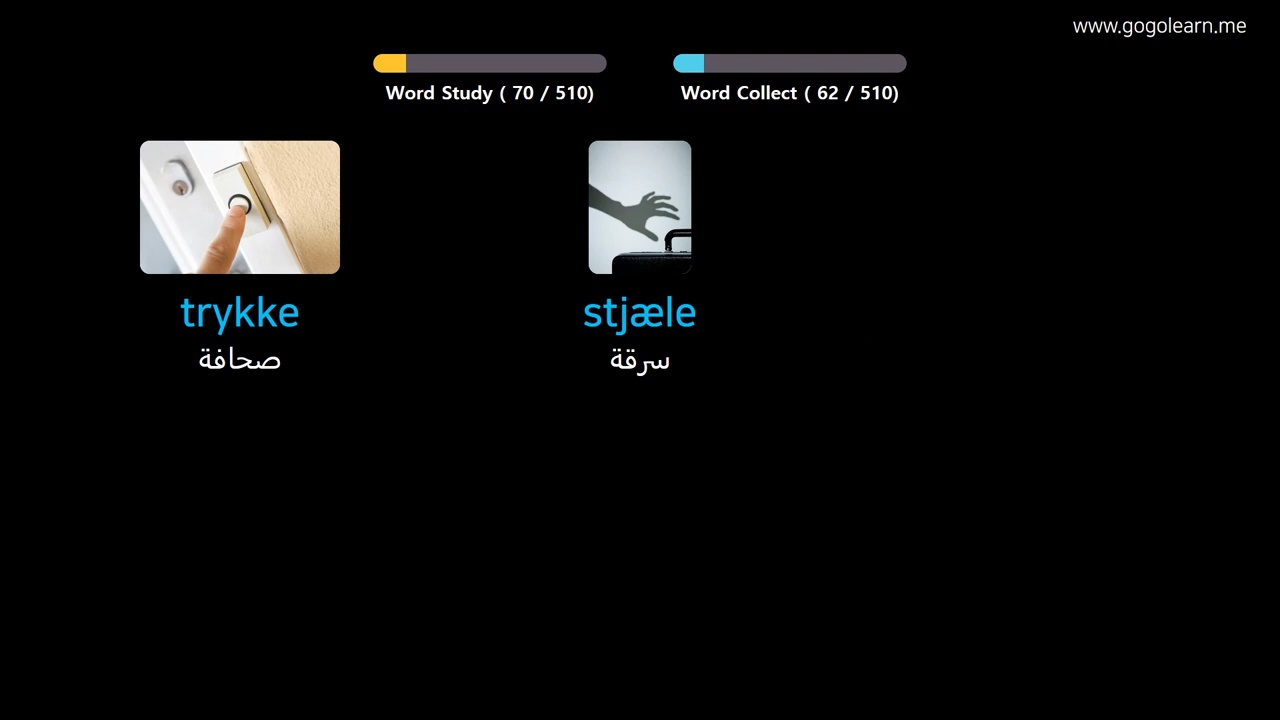 www.gogolearn.me
Word Study ( 70 / 510)
Word Collect ( 62 / 510)
trykke
صحافة
stjæle
سرقة